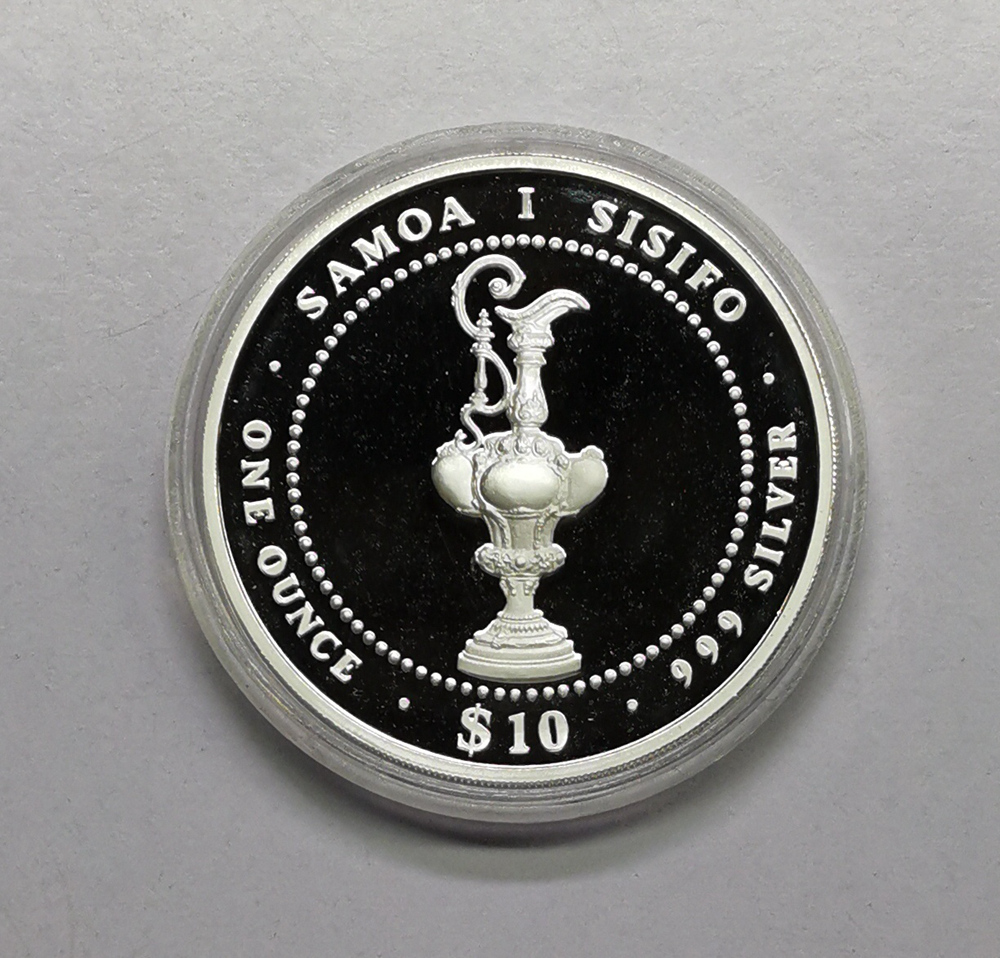 SAMOA I SISIFO
ONE OUNCE
$10
999 SILVER